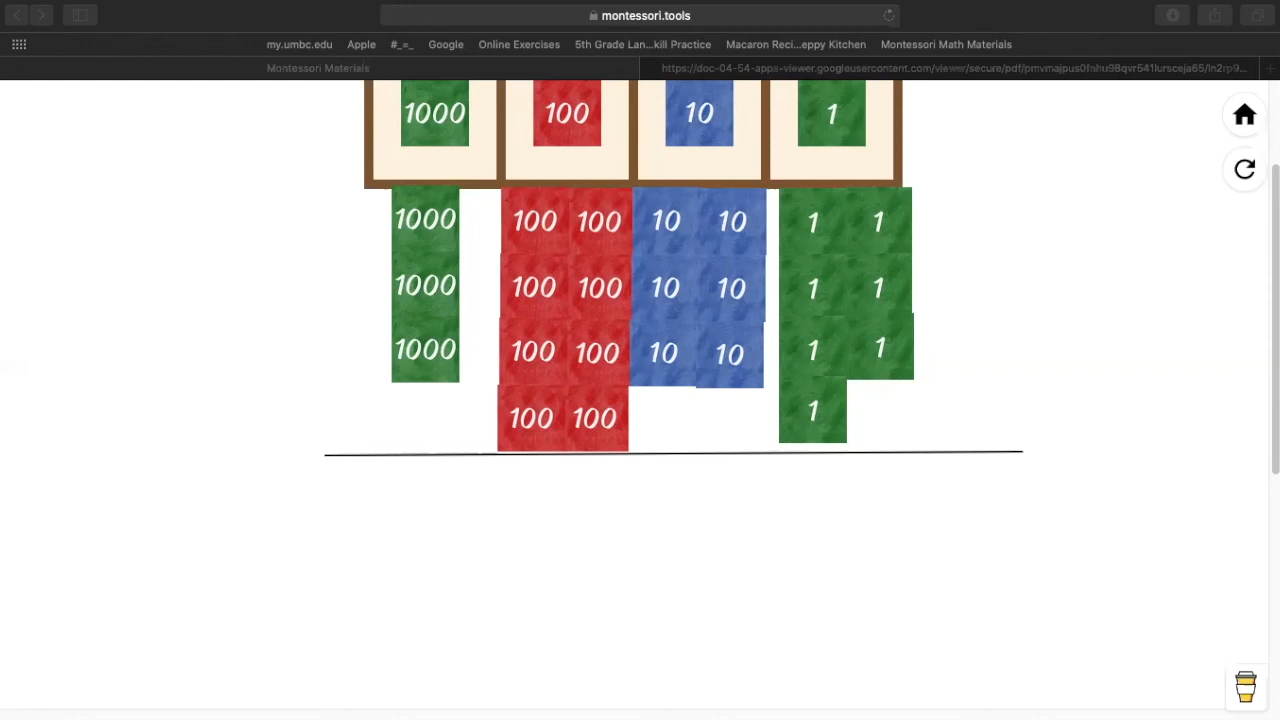 montessori.tools
my.umbc.edu Apple #_=_ Google Online Exercises 5th Grade Lan...kill Practice Macaron Reci...eppy Kitchen Montessori Math Materials
Montessori Materials
1000 100 10 1
1000 100 100 10 10 1 1
1000 100 100 10 10 1 1
1000 100 100 10 10 1 1
100 100 1